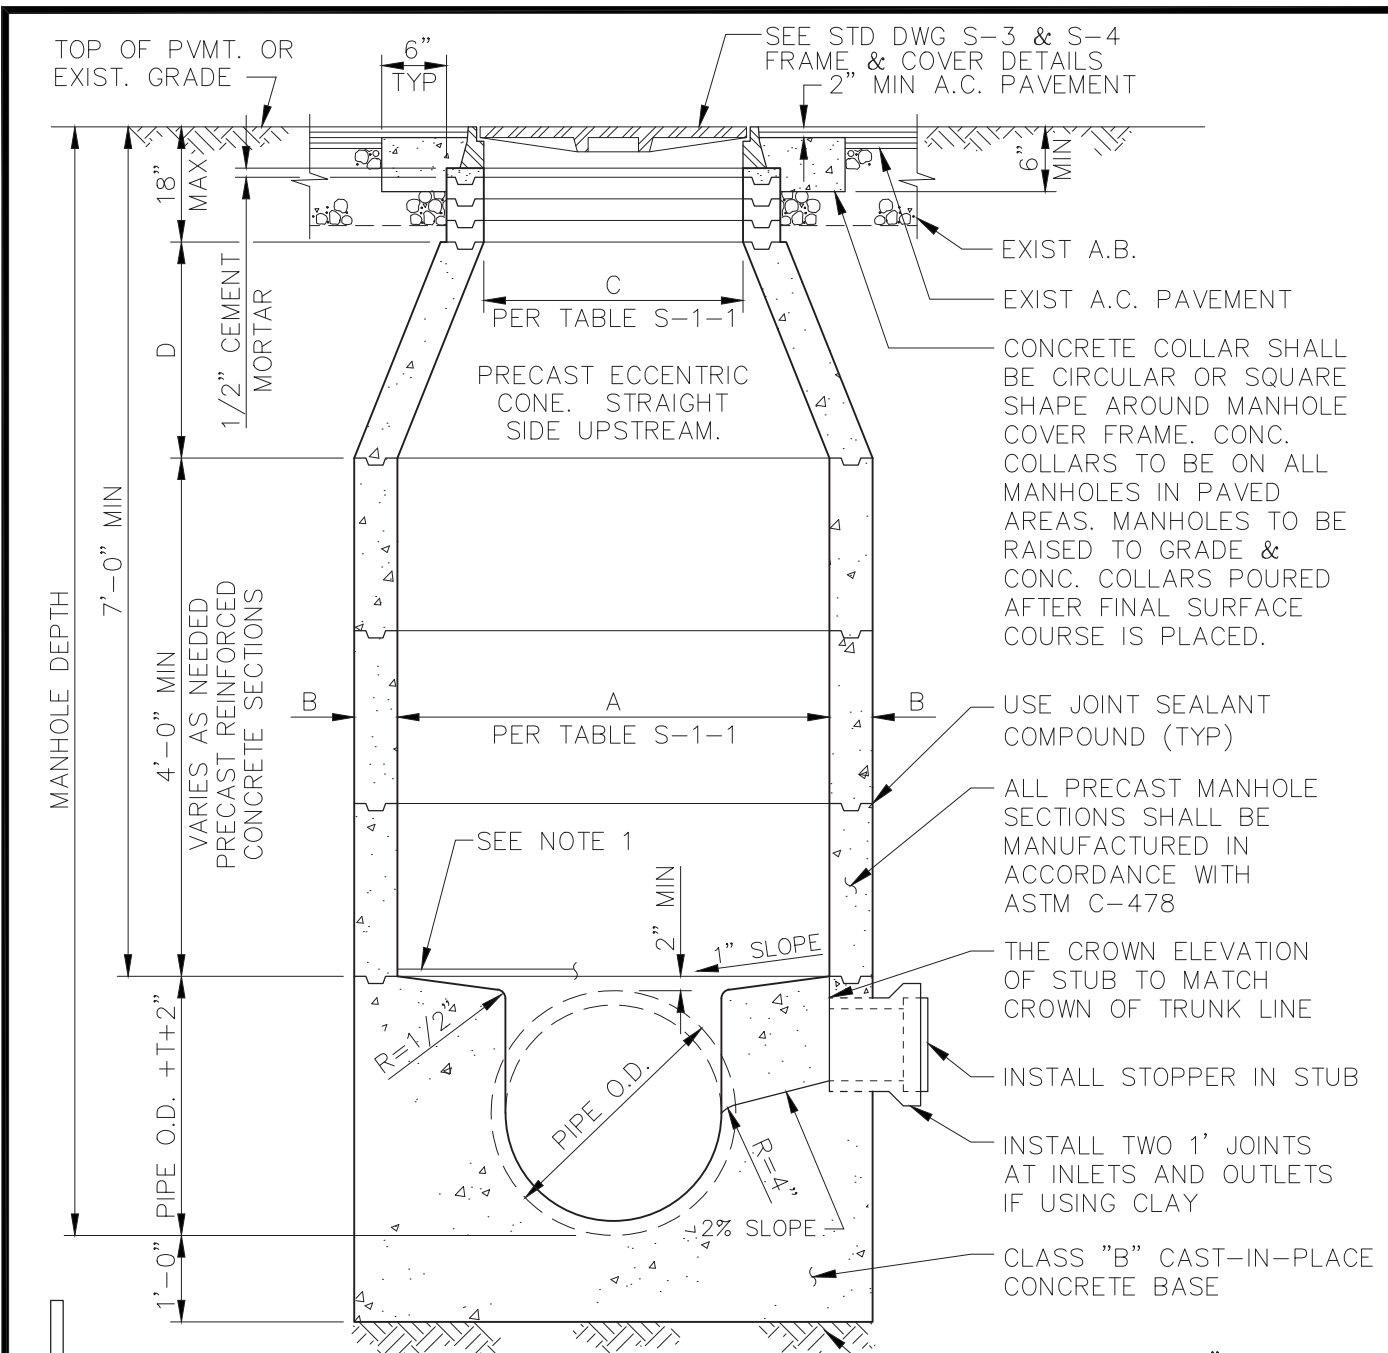 TOP OF PVMT. OR
EXIST. GRADE
6"
TYP
SEE STD DWG S-3 & S-4
FRAME & COVER DETAILS
2" MIN A.C. PAVEMENT
18"
MAX
6"
MIN
EXIST A.B.
EXIST A.C. PAVEMENT
C
PER TABLE S-1-1
1/2" CEMENT
MORTAR
D
PRECAST ECCENTRIC
CONE. STRAIGHT
SIDE UPSTREAM.
CONCRETE COLLAR SHALL
BE CIRCULAR OR SQUARE
SHAPE AROUND MANHOLE
COVER FRAME. CONC.
COLLARS TO BE ON ALL
MANHOLES IN PAVED
AREAS. MANHOLES TO BE
RAISED TO GRADE &
CONC. COLLARS POURED
AFTER FINAL SURFACE
COURSE IS PLACED.
MANHOLE DEPTH
7'-0" MIN
4'-0" MIN
VARIES AS NEEDED
PRECAST REINFORCED
CONCRETE SECTIONS
B
A
B
PER TABLE S-1-1
USE JOINT SEALANT
COMPOUND (TYP)
ALL PRECAST MANHOLE
SECTIONS SHALL BE
MANUFACTURED IN
ACCORDANCE WITH
ASTM C-478
SEE NOTE 1
2" MIN
1" SLOPE
THE CROWN ELEVATION
OF STUB TO MATCH
CROWN OF TRUNK LINE
R=1/2"
PIPE O.D. +T+2"
PIPE O.D.
R=4"
2% SLOPE
INSTALL STOPPER IN STUB
INSTALL TWO 1' JOINTS
AT INLETS AND OUTLETS
IF USING CLAY
1'-0"
CLASS "B" CAST-IN-PLACE
CONCRETE BASE